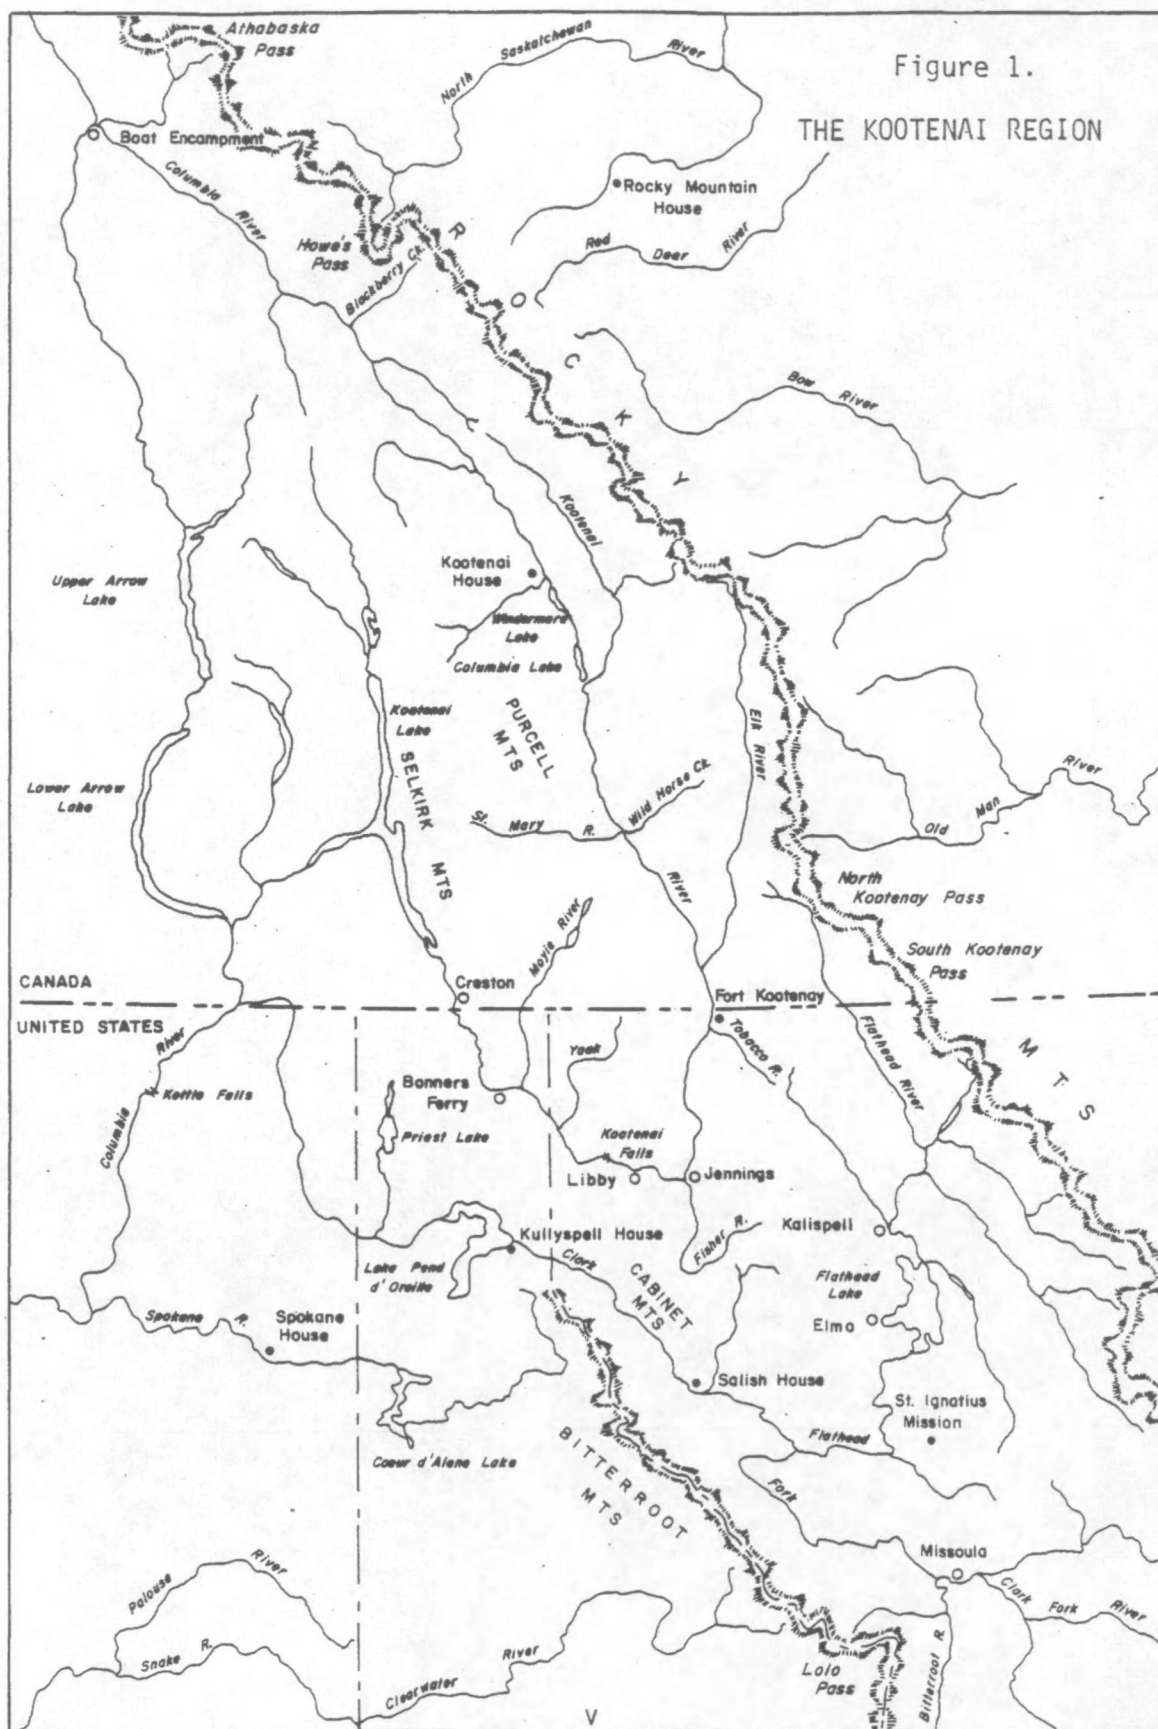 Figure 1.
THE KOOTENAI REGION
Athabaska
Pass
North Saskatchewan River
Boat Encampment
Columbia River
Rocky Mountain
House
Howe's
Pass
Blackberry Ck.
Red Deer River
ROCKY
Bow River
Kootenai
Kootenai
House
Upper Arrow
Lake
Windermere
Lake
Columbia Lake
Kootenai
Lake
PURCELL
MTS
Elk River
SELKIRK
MTS
Lower Arrow
Lake
St. Mary R.
Wild Horse Ck.
Old Man River
River
North
Kootenay Pass
South Kootenay
Pass
Moyie River
Creston
CANADA
Fort Kootenay
UNITED STATES
River
Columbia
Kettle Falls
Yaak
Tobacco R.
Flathead River
MTS
Bonners
Ferry
Priest Lake
Kootenai
Falls
Libby
Jennings
Kullyspell House
Fisher R.
Kalispell
Lake Pend
d'Oreille
Clark
CABINET
MTS
Flathead
Lake
Elmo
Spokane R.
Spokane
House
Salish House
St. Ignatius
Mission
Flathead
Coeur d'Alene Lake
BITTERROOT
MTS
Fork
Missoula
Clark
Fork River
Palouse River
Snake R.
Clearwater River
Lolo
Pass
Bitterroot R.
V